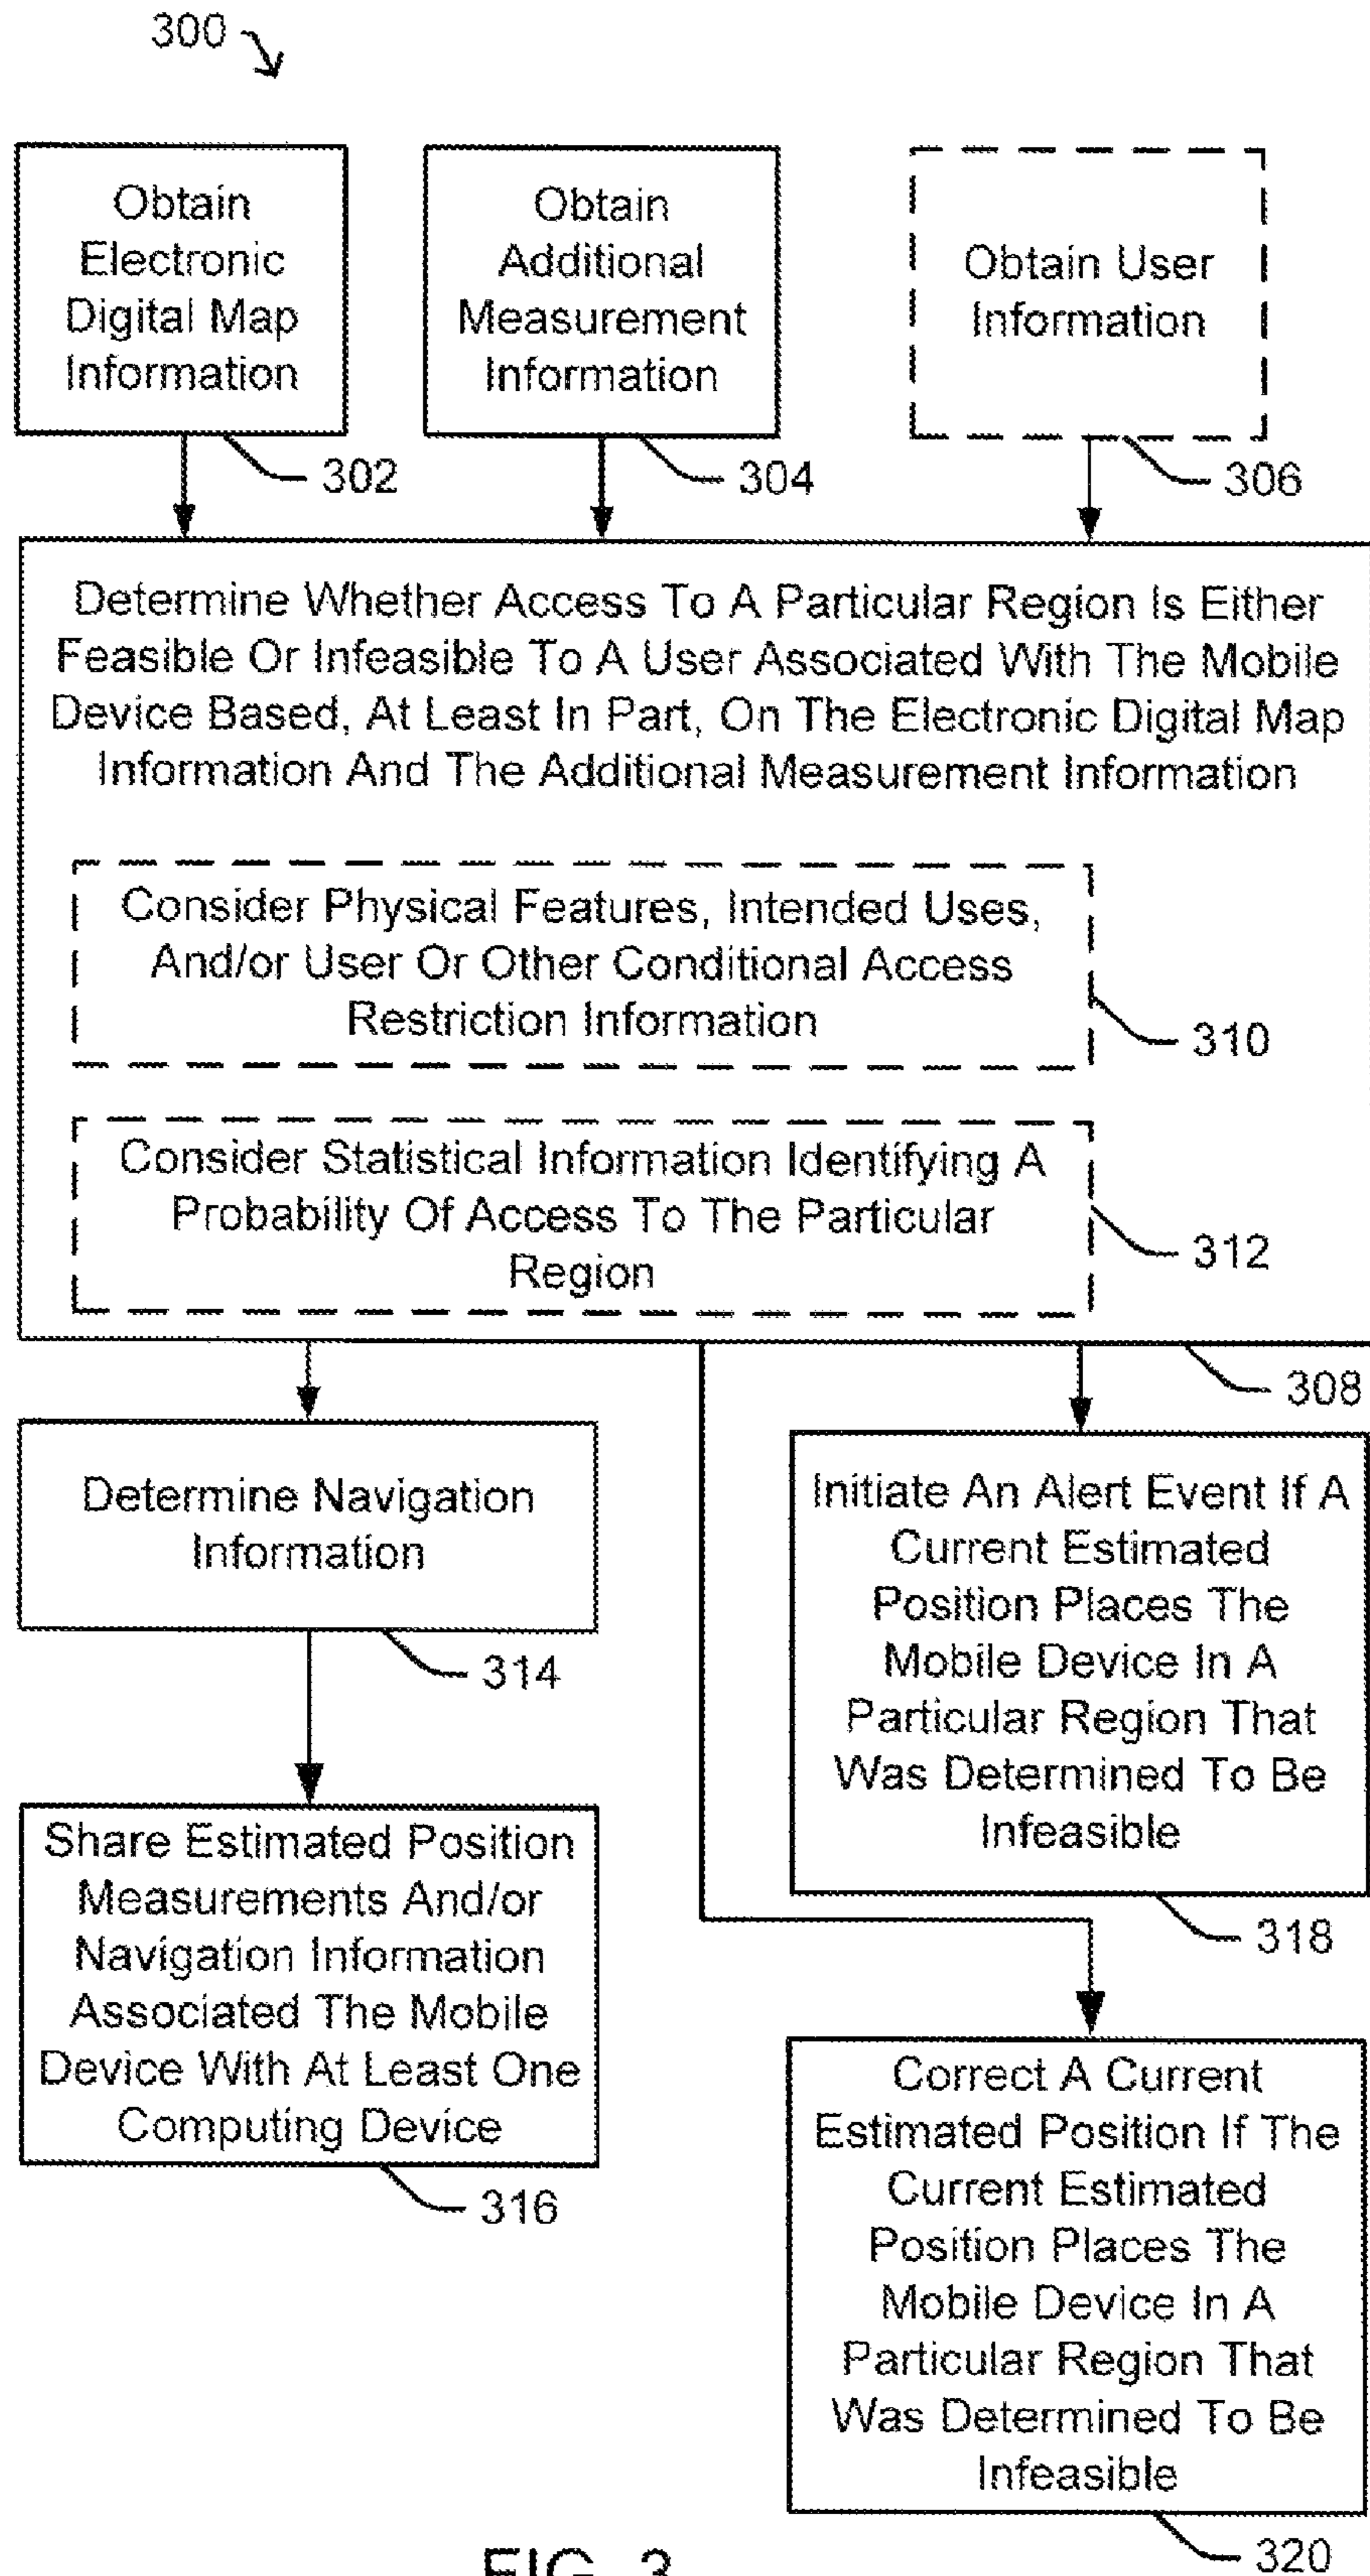 300
Obtain
Electronic
Digital Map
Information
302
Obtain
Additional
Measurement
Information
304
Obtain User
Information
306
Determine Whether Access To A Particular Region Is Either
Feasible Or Infeasible To A User Associated With The Mobile
Device Based, At Least In Part, On The Electronic Digital Map
Information And The Additional Measurement Information
Consider Physical Features, Intended Uses,
And/or User Or Other Conditional Access
Restriction Information
310
Consider Statistical Information Identifying A
Probability Of Access To The Particular
Region
312
308
Determine Navigation
Information
314
Share Estimated Position
Measurements And/or
Navigation Information
Associated The Mobile
Device With At Least One
Computing Device
316
Initiate An Alert Event If A
Current Estimated
Position Places The
Mobile Device In A
Particular Region That
Was Determined To Be
Infeasible
318
Correct A Current
Estimated Position If The
Current Estimated
Position Places The
Mobile Device In A
Particular Region That
Was Determined To Be
Infeasible
320
FIG. 3